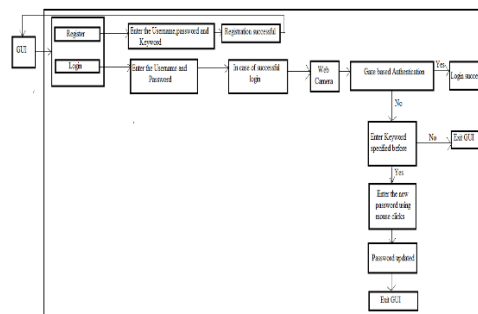 GUI
Register
Enter the Username,password and
Keyword
Registration successful
Login
Enter the Username and
Password
In case of successful
login
Web
Camera
Gaze based Authentication
Yes
Login succes
No
Enter Keyword
specified before
No
Exit GUI
Yes
Enter the new
password using
mouse clicks
Password updated
Exit GUI